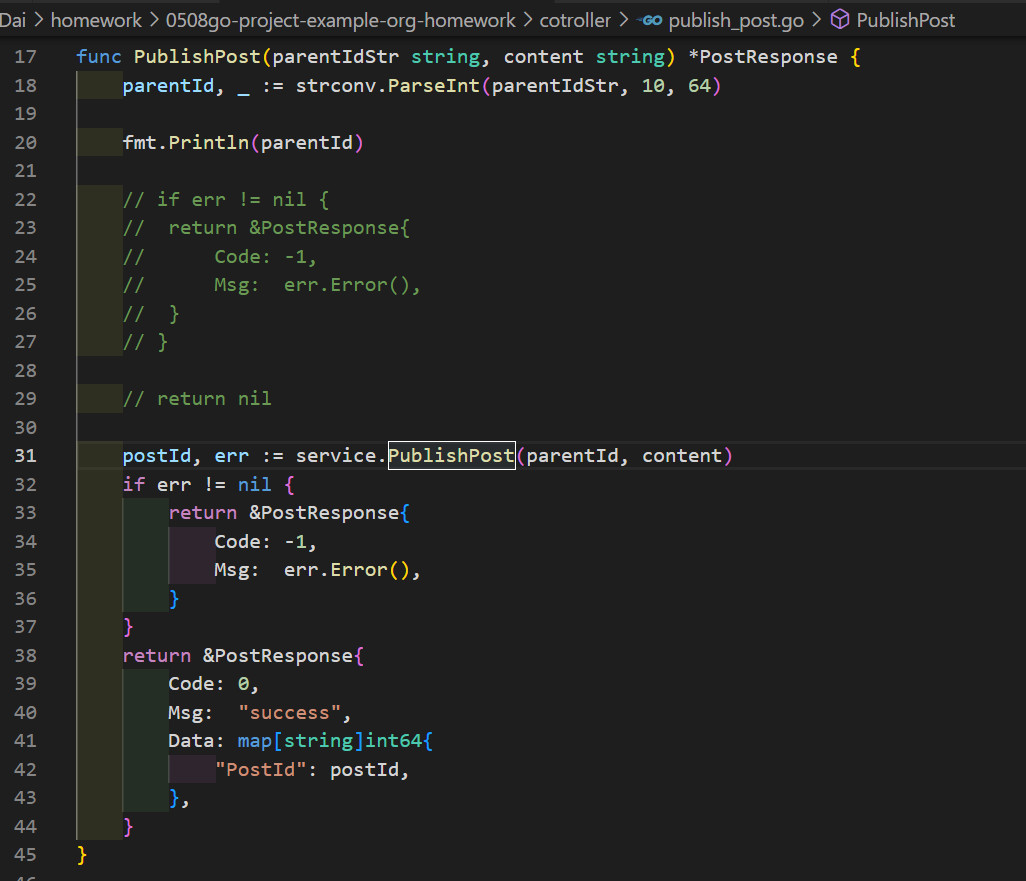 Dai > homework > 0508go-project-example-org-homework > cotroller > GO publish_post.go > PublishPost
17 func PublishPost(parentIdStr string, content string) *PostResponse {
18     parentId, _ := strconv.ParseInt(parentIdStr, 10, 64)
19
20     fmt.Println(parentId)
21
22     // if err != nil {
23     //  return &PostResponse{
24     //      Code: -1,
25     //      Msg:  err.Error(),
26     //  }
27     // }
28
29     // return nil
30
31     postId, err := service.PublishPost(parentId, content)
32     if err != nil {
33         return &PostResponse{
34             Code: -1,
35             Msg:  err.Error(),
36         }
37     }
38     return &PostResponse{
39         Code: 0,
40         Msg:  "success",
41         Data: map[string]int64{
42             "PostId": postId,
43         },
44     }
45 }